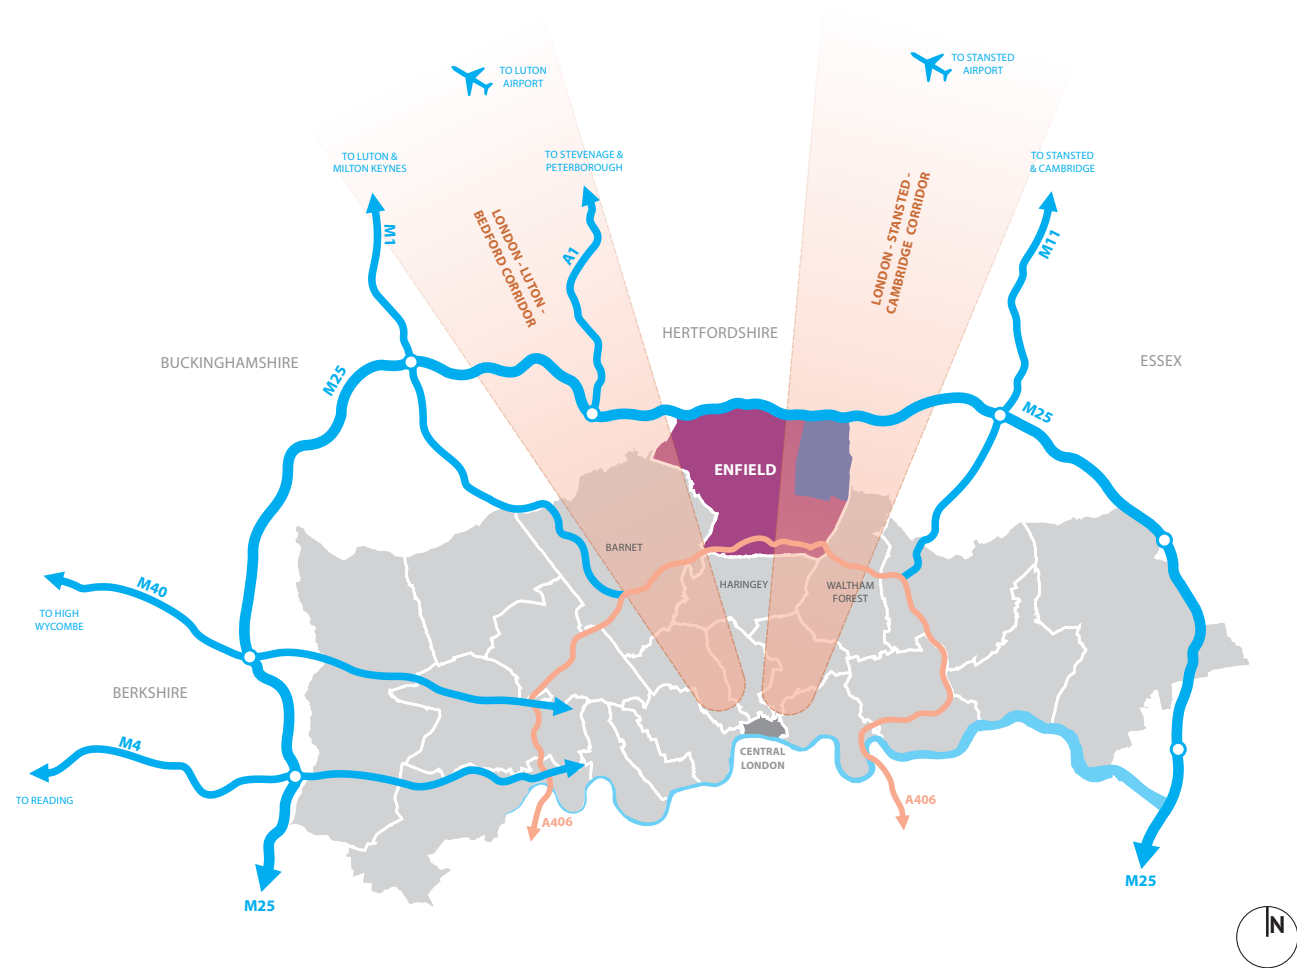 TO LUTON
AIRPORT
TO STANSTED
AIRPORT
TO LUTON &
MILTON KEYNES
TO STEVENAGE &
PETERBOROUGH
TO STANSTED
& CAMBRIDGE
M1
LONDON - LUTON -
BEDFORD CORRIDOR
A1
LONDON - STANSTED -
CAMBRIDGE CORRIDOR
M11
HERTFORDSHIRE
BUCKINGHAMSHIRE
ESSEX
M25
M25
ENFIELD
BARNET
HARINGEY
WALTHAM
FOREST
M40
TO HIGH
WYCOMBE
BERKSHIRE
M4
TO READING
CENTRAL
LONDON
A406
A406
M25
M25
N